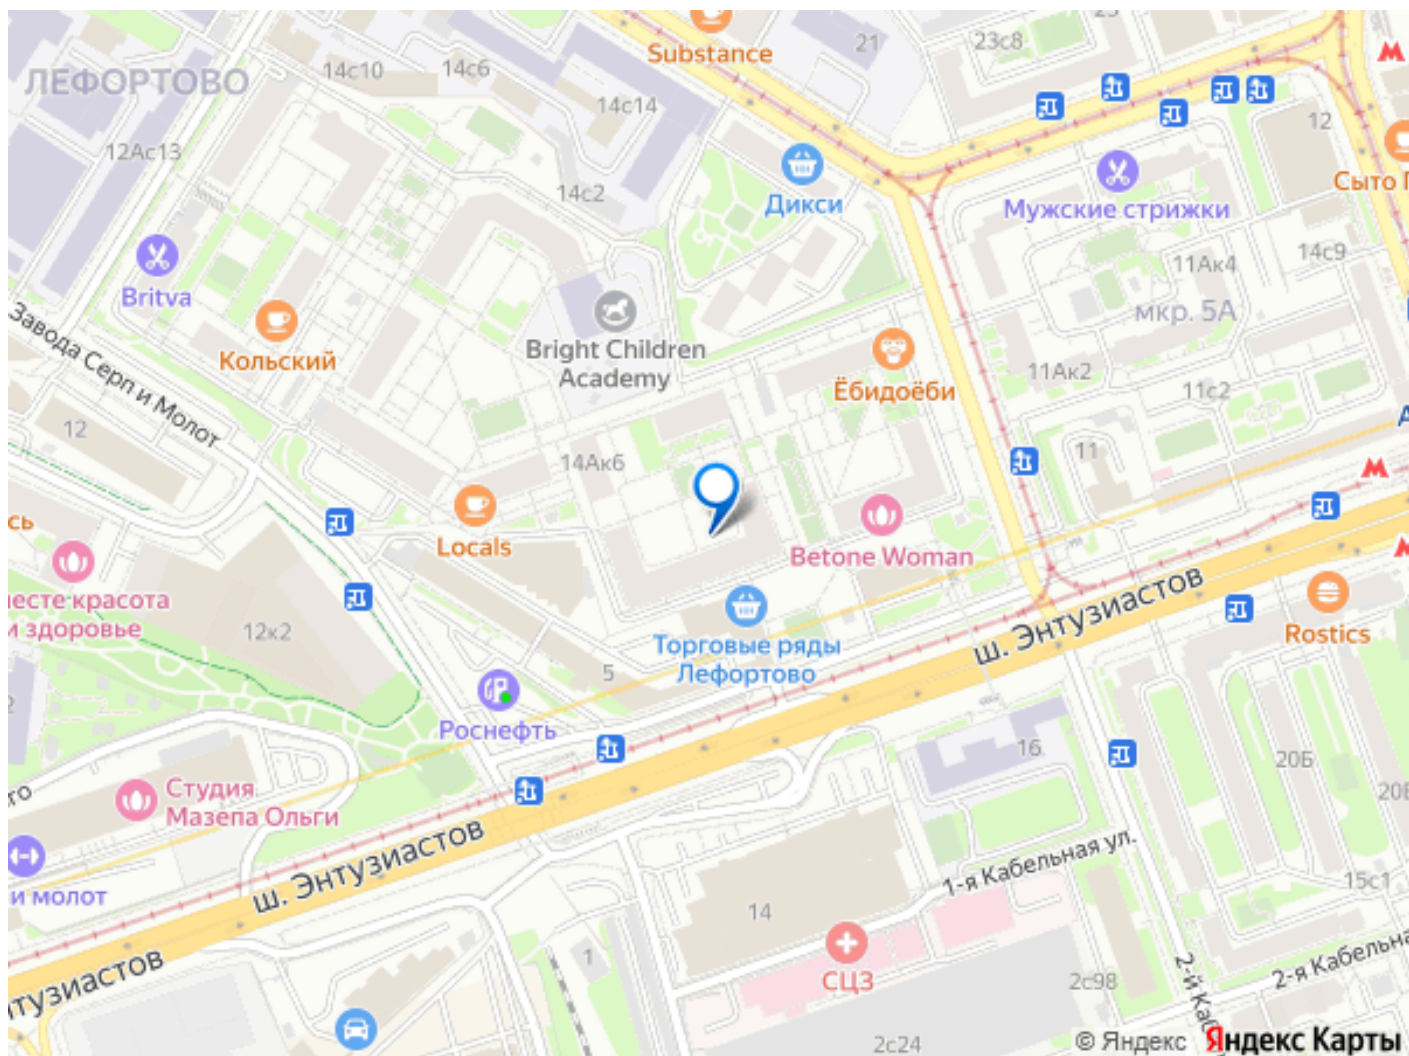 Substance
21
23с8
ЛЕФОРТОВО
14с10
14с6
14с14
12
12Ас13
14с2
Дикси
Мужские стрижки
Сыто
14с9
11Ак4
Britva
мкр. 5А
Завода Серп и Молот
Кольский
Bright Children
Academy
Ёбидоёби
11Ак2
11с2
12
14Ак6
11
Locals
Betone Woman
есте красота
и здоровье
12к2
ш. Энтузиастов
Rostics
Торговые ряды
Лефортово
5
Роснефть
16
20Б
Студия
Мазепа Ольги
ш. Энтузиастов
1-я Кабельная ул.
и молот
15с1
14
1
СЦЗ
2-я Кабельна
2-й Каб
тузиастов
2с98
2с24
© Яндекс Яндекс Карты